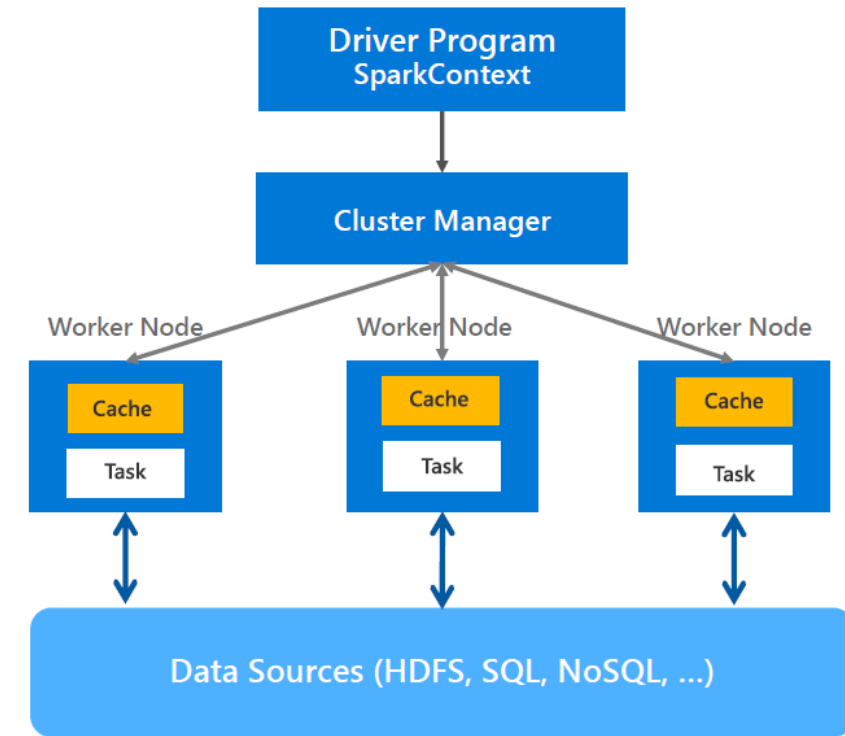 Driver Program
SparkContext
Cluster Manager
Worker Node
Worker Node
Worker Node
Cache
Cache
Cache
Task
Task
Task
Data Sources (HDFS, SQL, NoSQL, ...)